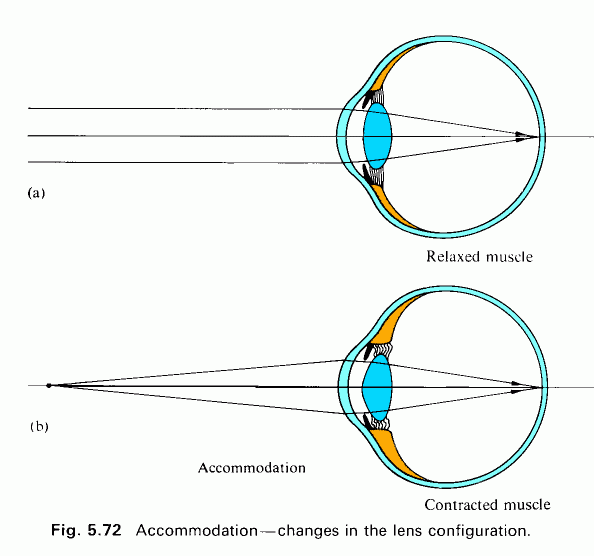 (a)
Relaxed muscle
(b)
Accommodation
Contracted muscle
Fig. 5.72 Accommodation—changes in the lens configuration.